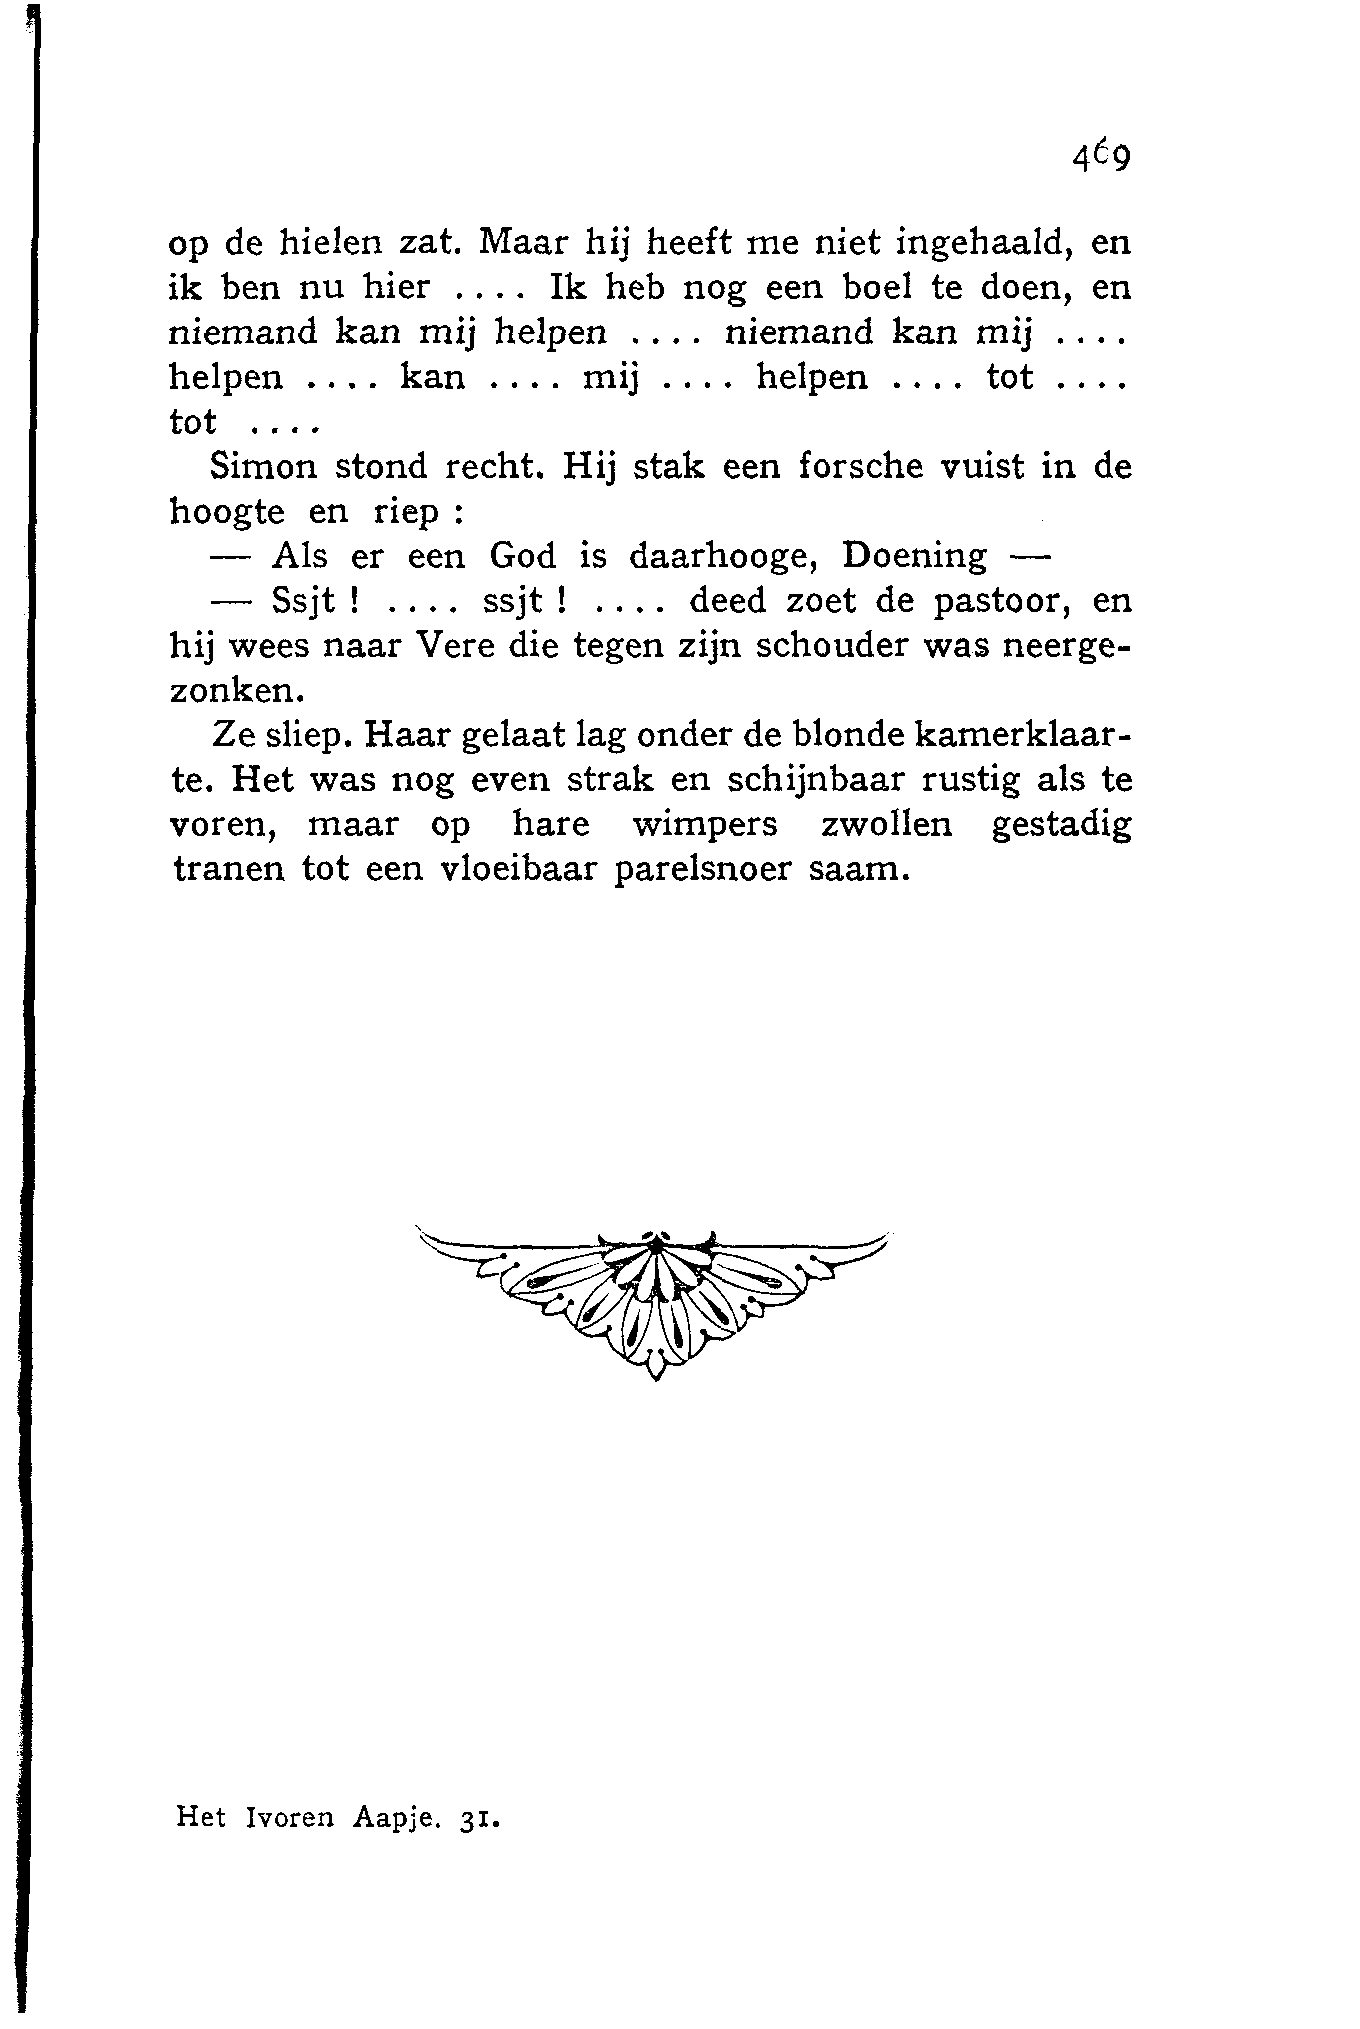 469
op de hielen zat. Maar hij heeft me niet ingehaald, en
ik ben nu hier .... Ik heb nog een boel te doen, en
niemand kan mij helpen .... niemand kan mij ....
helpen .... kan .... mij .... helpen .... tot ....
tot ....
Simon stond recht. Hij stak een forsche vuist in de
hoogte en riep :
— Als er een God is daarhooge, Doening —
— Ssjt ! .... ssjt ! .... deed zoet de pastoor, en
hij wees naar Vere die tegen zijn schouder was neerge-
zonken.
Ze sliep. Haar gelaat lag onder de blonde kamerklaar-
te. Het was nog even strak en schijnbaar rustig als te
voren, maar op hare wimpers zwollen gestadig
tranen tot een vloeibaar parelsnoer saam.
Het Ivoren Aapje. 31.